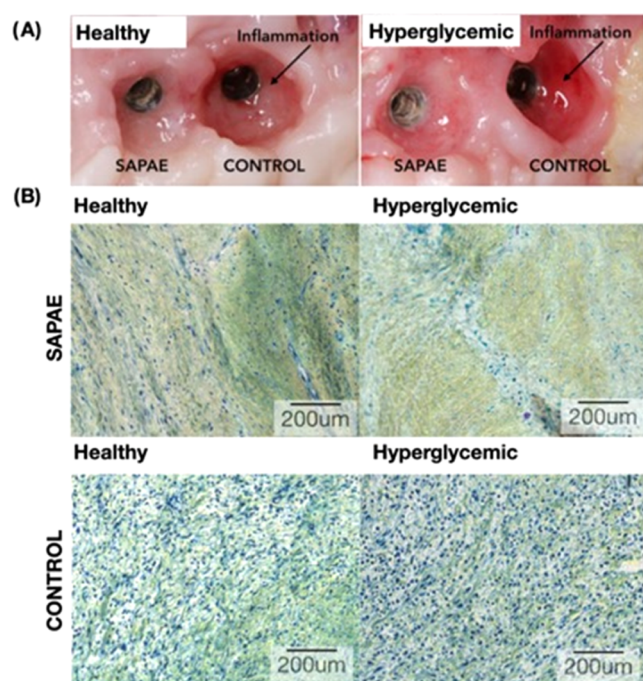 (A)
Healthy
Inflammation
SAPAE
CONTROL
Hyperglycemic
Inflammation
SAPAE
CONTROL
(B)
Healthy
Hyperglycemic
SAPAE
200um
200um
Healthy
Hyperglycemic
CONTROL
200um
200um